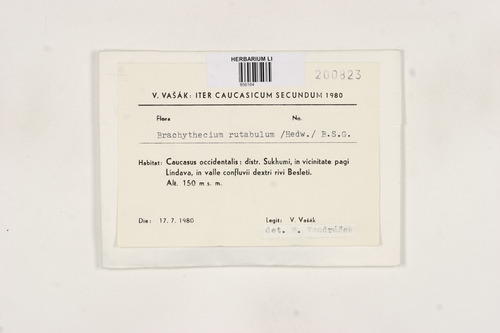 HERBARIUM LI
200823
V. VAŠÁK: ITER CAUCASICUM SECUNDUM 1980
Flora No.
Brachythecium rutabulum /Hedw./ B.S.G.
Habitat: Caucasus occidentalis: distr. Sukhumi, in vicinitate pagi
Lindava, in valle confluvii dextri rivi Besleti.
Alt. 150 m s. m.
Die: 17. 7. 1980 Legit: V. Vašák
det.